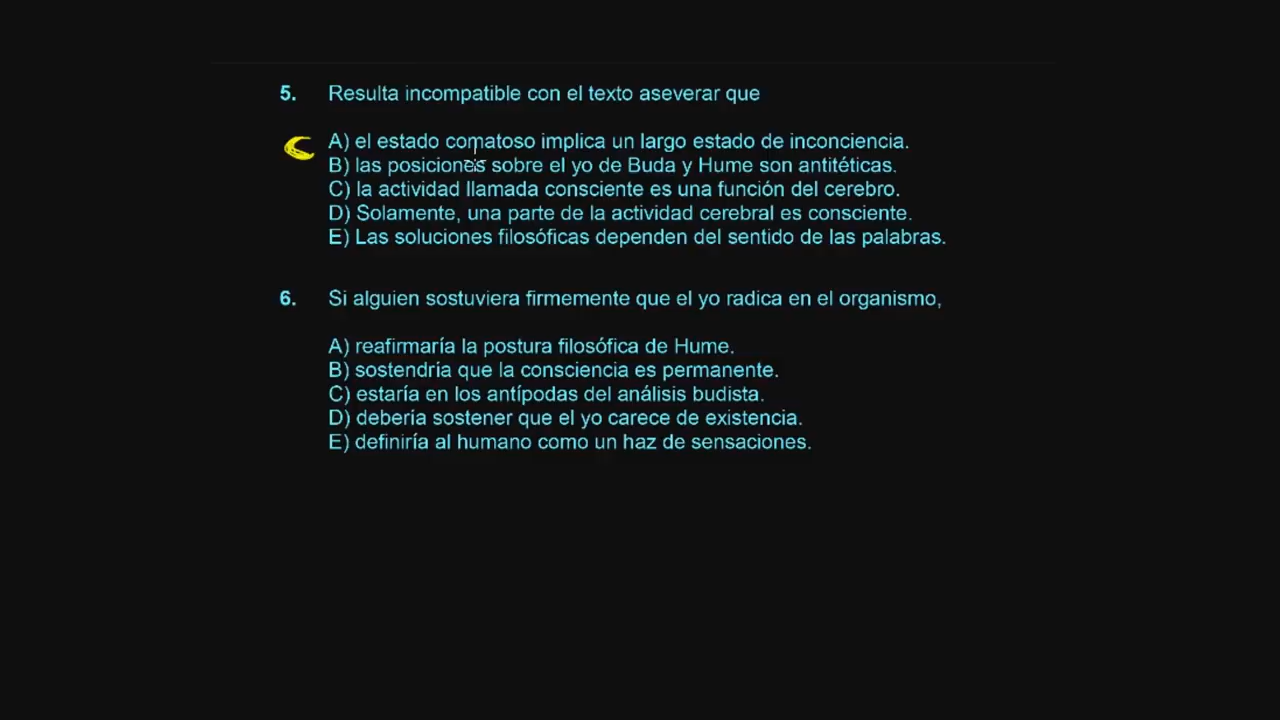 5. Resulta incompatible con el texto aseverar que
A) el estado comatoso implica un largo estado de inconciencia.
B) las posiciones sobre el yo de Buda y Hume son antitéticas.
C) la actividad llamada consciente es una función del cerebro.
D) Solamente, una parte de la actividad cerebral es consciente.
E) Las soluciones filosóficas dependen del sentido de las palabras.
6. Si alguien sostuviera firmemente que el yo radica en el organismo,
A) reafirmaría la postura filosófica de Hume.
B) sostendría que la consciencia es permanente.
C) estaría en los antípodas del análisis budista.
D) debería sostener que el yo carece de existencia.
E) definiría al humano como un haz de sensaciones.